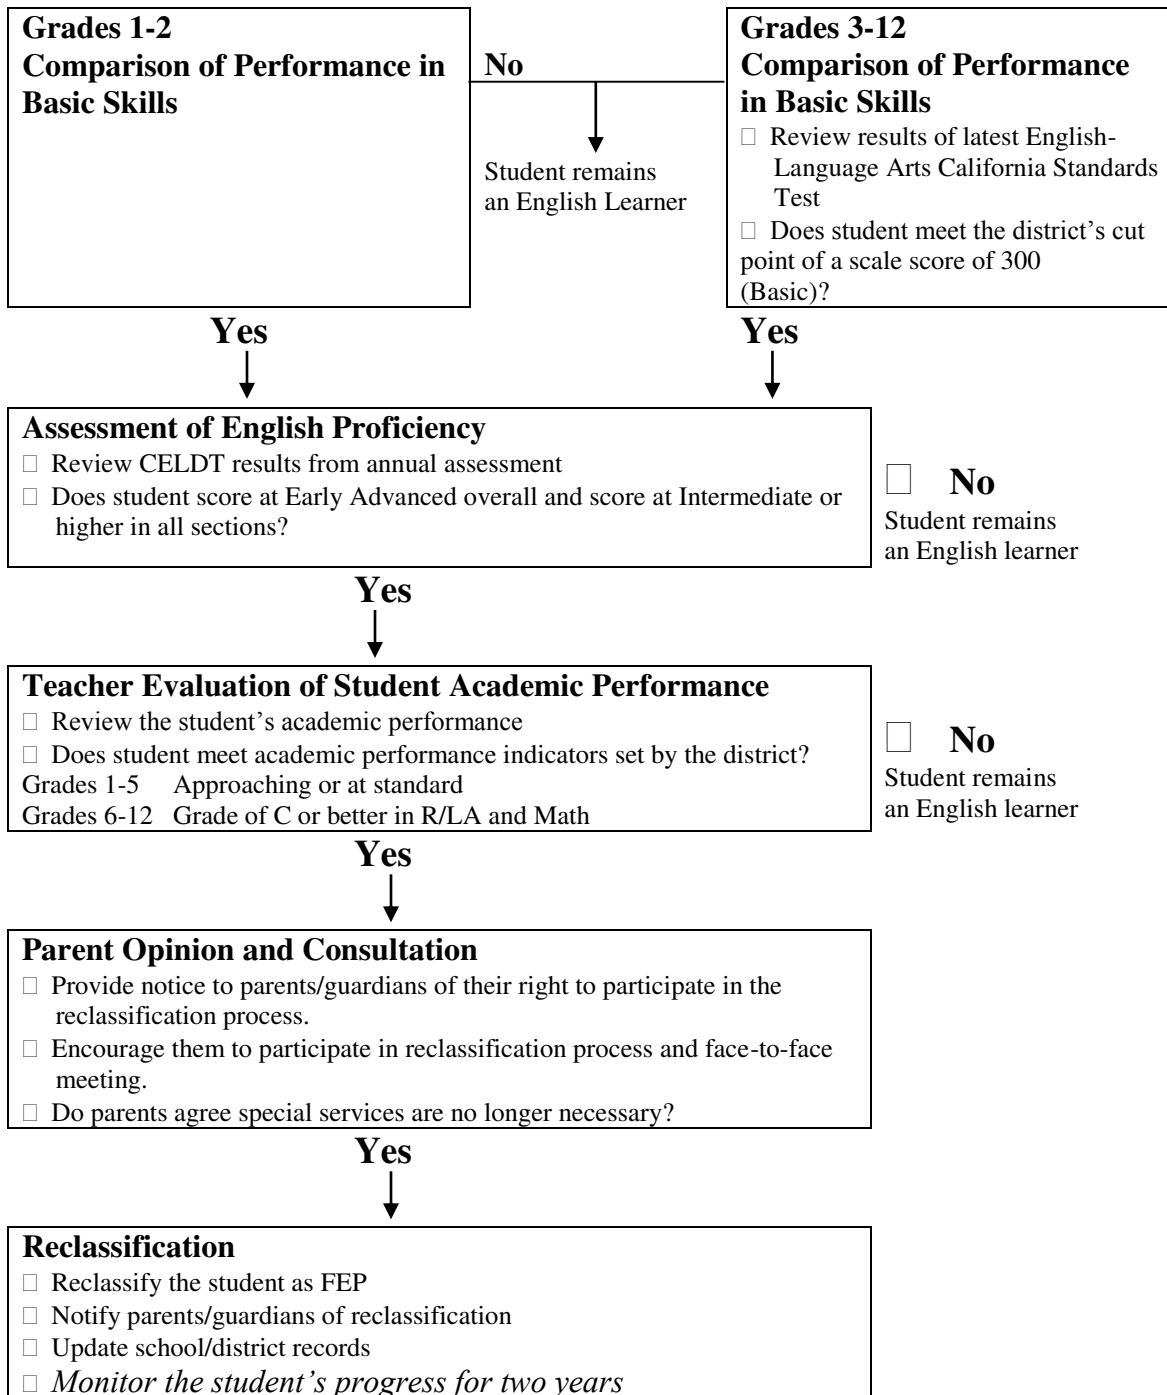 Grades 1-2
Comparison of Performance in
Basic Skills
No
Student remains
an English Learner
Grades 3-12
Comparison of Performance
in Basic Skills
□ Review results of latest English-
Language Arts California Standards
Test
□ Does student meet the district’s cut
point of a scale score of 300
(Basic)?
Yes
Yes
Assessment of English Proficiency
□ Review CELDT results from annual assessment
□ Does student score at Early Advanced overall and score at Intermediate or
higher in all sections?
□ No
Student remains
an English learner
Yes
Teacher Evaluation of Student Academic Performance
□ Review the student’s academic performance
□ Does student meet academic performance indicators set by the district?
Grades 1-5 Approaching or at standard
Grades 6-12 Grade of C or better in R/LA and Math
□ No
Student remains
an English learner
Yes
Parent Opinion and Consultation
□ Provide notice to parents/guardians of their right to participate in the
reclassification process.
□ Encourage them to participate in reclassification process and face-to-face
meeting.
□ Do parents agree special services are no longer necessary?
Yes
Reclassification
□ Reclassify the student as FEP
□ Notify parents/guardians of reclassification
□ Update school/district records
□ Monitor the student’s progress for two years